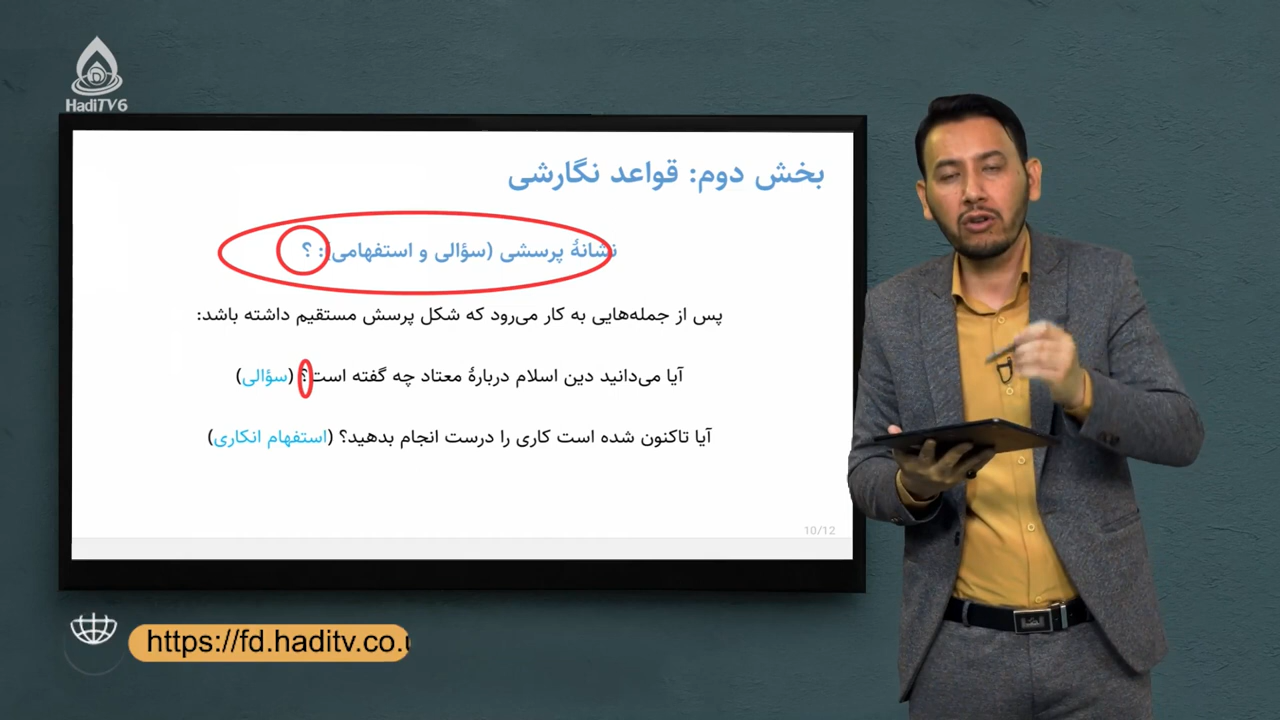 HadiTV6
بخش دوم: قواعد نگارشی
نشانهٔ پرسشی (سؤالی و استفهامی): ؟
پس از جمله‌هایی به کار می‌رود که شکل پرسش مستقیم داشته باشد:
آیا می‌دانید دین اسلام دربارهٔ معتاد چه گفته است؟ (سؤالی)
آیا تاکنون شده است کاری را درست انجام بدهید؟ (استفهام انکاری)
10/12
https://fd.haditv.co.u